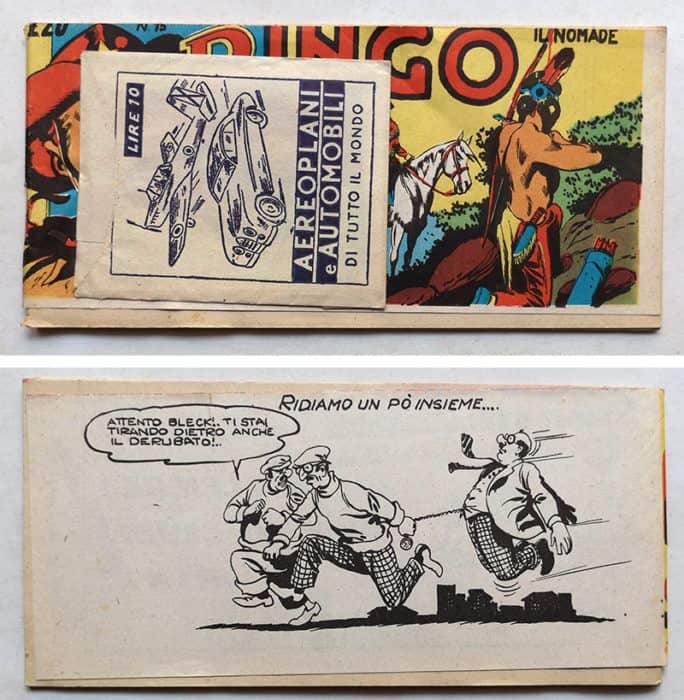 N. 15
RINGO
IL NOMADE
LIRE 10
AEREOPLANI
e AUTOMOBILI
DI TUTTO IL MONDO
RIDIAMO UN PÒ INSIEME....
ATTENTO BLECK!.. TI STAI
TIRANDO DIETRO ANCHE
IL DERUBATO!..